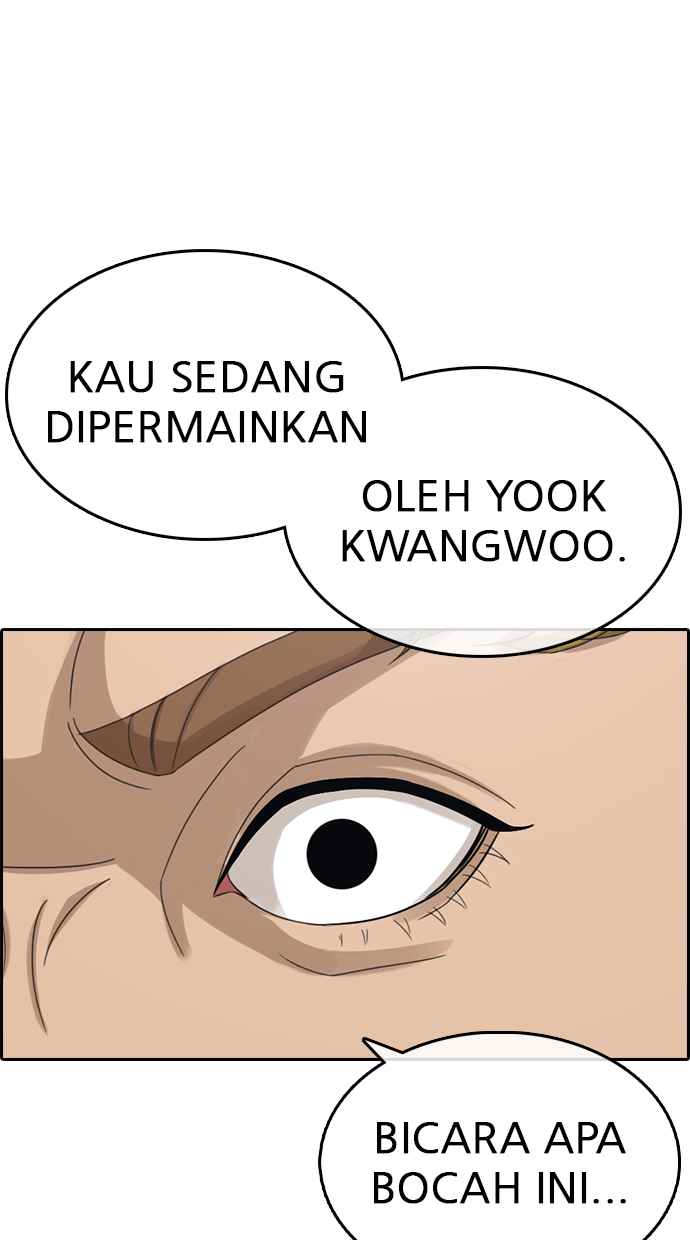 KAU SEDANG
DIPERMAINKAN
OLEH YOOK
KWANGWOO.
BICARA APA
BOCAH INI...